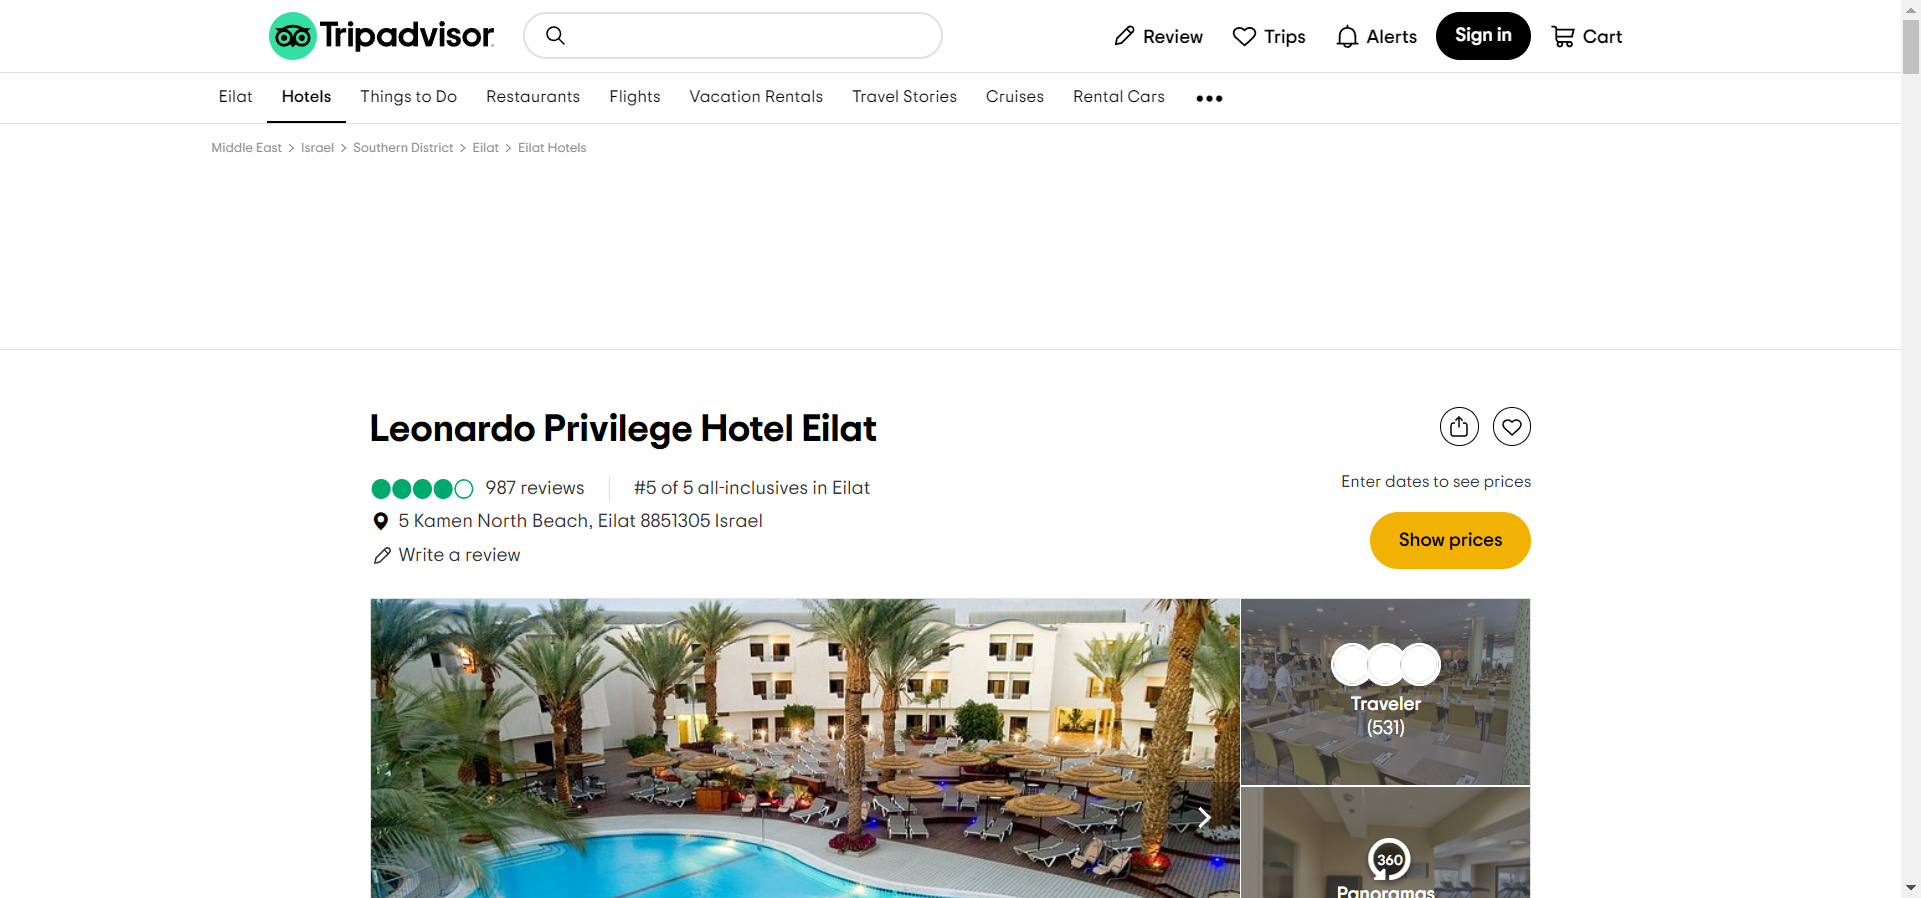 Tripadvisor
Review
Trips
Alerts
Sign in
Cart
Eilat
Hotels
Things to Do
Restaurants
Flights
Vacation Rentals
Travel Stories
Cruises
Rental Cars
Middle East > Israel > Southern District > Eilat > Eilat Hotels
Leonardo Privilege Hotel Eilat
987 reviews
#5 of 5 all-inclusives in Eilat
Enter dates to see prices
5 Kamen North Beach, Eilat 8851305 Israel
Show prices
Write a review
Traveler
(531)
360
Panoramas